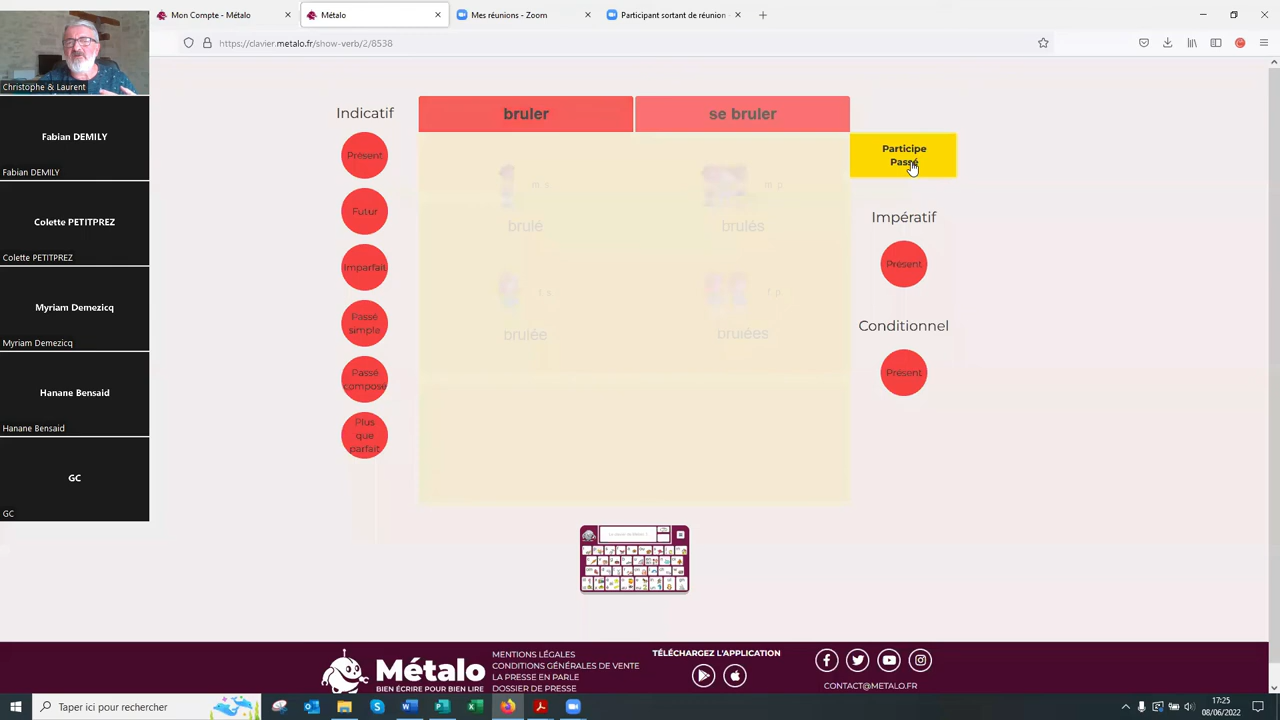 Mon Compte - Métalo
Métalo
Mes réunions - Zoom
Participant sortant de réunion -
https://clavier.metalo.fr/show-verb/2/8538
Christophe & Laurent
Fabian DEMILY
Fabian DEMILY
Colette PETITPREZ
Colette PETITPREZ
Myriam Demezicq
Myriam Demezicq
Hanane Bensaid
Hanane Bensaid
GC
GC
Indicatif
Présent
Futur
Imparfait
Passé
simple
Passé
composé
Plus
que
parfait
bruler
se bruler
m p
brulé
brulés
f p
brulée
brulées
Participe
Passé
Impératif
Présent
Conditionnel
Présent
Métalo
BIEN ÉCRIRE POUR BIEN LIRE
MENTIONS LÉGALES
CONDITIONS GÉNÉRALES DE VENTE
LA PRESSE EN PARLE
DOSSIER DE PRESSE
TÉLÉCHARGEZ L'APPLICATION
CONTACT@METALO.FR
Taper ici pour rechercher
17:25
08/06/2022